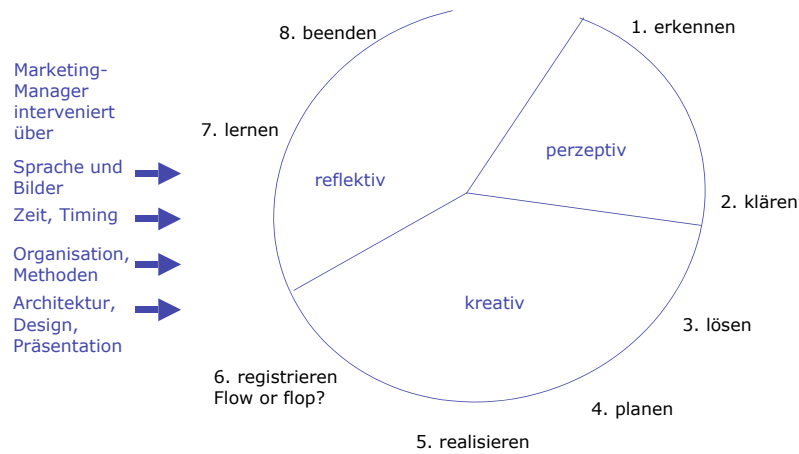 Marketing-
Manager
interveniert
über
Sprache und
Bilder
Zeit, Timing
Organisation,
Methoden
Architektur,
Design,
Präsentation
1. erkennen
2. klären
3. lösen
4. planen
5. realisieren
6. registrieren
Flow or flop?
7. lernen
8. beenden
perzeptiv
kreativ
reflektiv